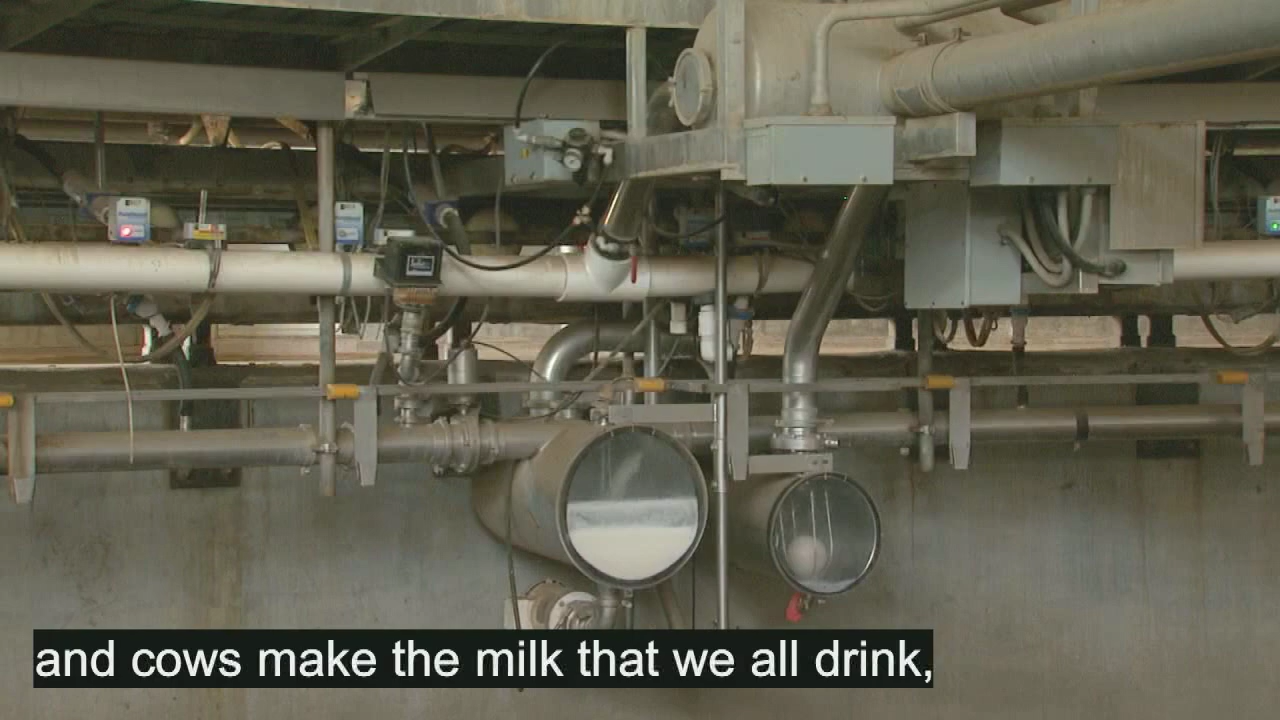 and cows make the milk that we all drink,